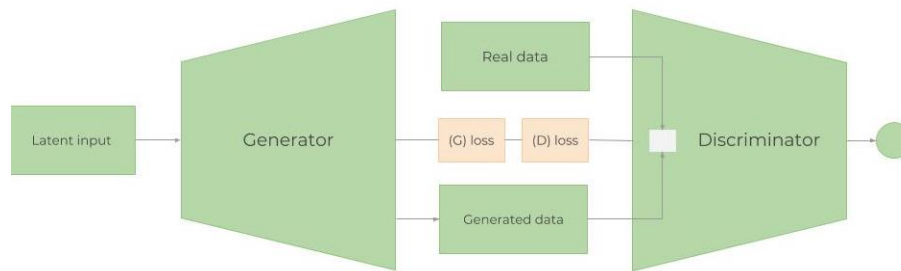 Latent input
Generator
Real data
(G) loss
(D) loss
Generated data
Discriminator